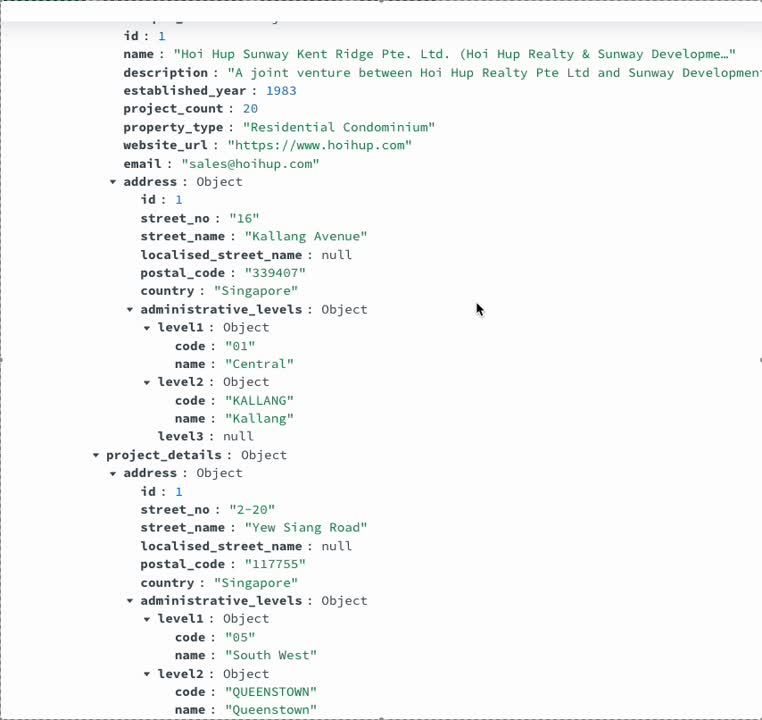 id : 1
name : "Hoi Hup Sunway Kent Ridge Pte. Ltd. (Hoi Hup Realty & Sunway Developme…"
description : "A joint venture between Hoi Hup Realty Pte Ltd and Sunway Development
established_year : 1983
project_count : 20
property_type : "Residential Condominium"
website_url : "https://www.hoihup.com"
email : "sales@hoihup.com"
address : Object
id : 1
street_no : "16"
street_name : "Kallang Avenue"
localised_street_name : null
postal_code : "339407"
country : "Singapore"
administrative_levels : Object
level1 : Object
code : "01"
name : "Central"
level2 : Object
code : "KALLANG"
name : "Kallang"
level3 : null
project_details : Object
address : Object
id : 1
street_no : "2-20"
street_name : "Yew Siang Road"
localised_street_name : null
postal_code : "117755"
country : "Singapore"
administrative_levels : Object
level1 : Object
code : "05"
name : "South West"
level2 : Object
code : "QUEENSTOWN"
name : "Queenstown"